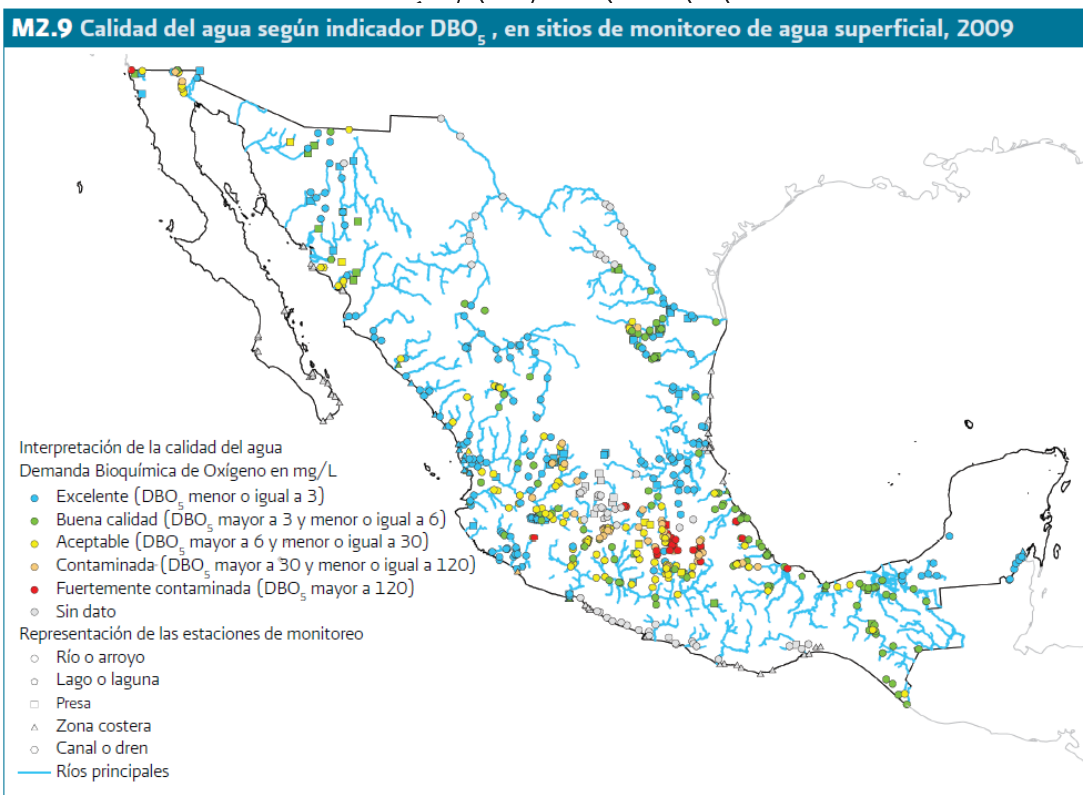 M2.9 Calidad del agua según indicador DBO5 , en sitios de monitoreo de agua superficial, 2009
Interpretación de la calidad del agua
Demanda Bioquímica de Oxígeno en mg/L
Excelente (DBO5 menor o igual a 3)
Buena calidad (DBO5 mayor a 3 y menor o igual a 6)
Aceptable (DBO5 mayor a 6 y menor o igual a 30)
Contaminada (DBO5 mayor a 30 y menor o igual a 120)
Fuertemente contaminada (DBO5 mayor a 120)
Sin dato
Representación de las estaciones de monitoreo
Río o arroyo
Lago o laguna
Presa
Zona costera
Canal o dren
Ríos principales